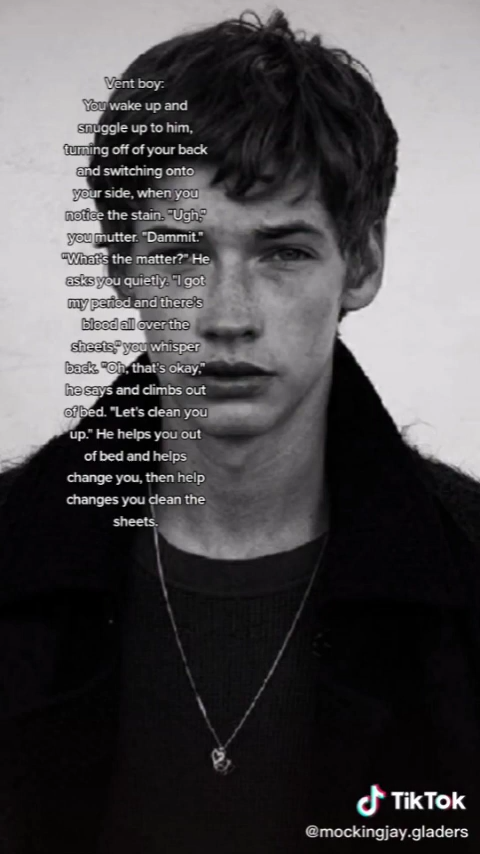 Vent boy:
You wake up and
snuggle up to him,
turning off of your back
and switching onto
your side, when you
notice the stain. "Ugh,"
you mutter. "Dammit."
"What's the matter?" He
asks you quietly. "I got
my period and there's
blood all over the
sheets," you whisper
back. "Oh, that's okay,"
he says and climbs out
of bed. "Let's clean you
up." He helps you out
of bed and helps
change you, then help
changes you clean the
sheets.
TikTok
@mockingjay.gladers